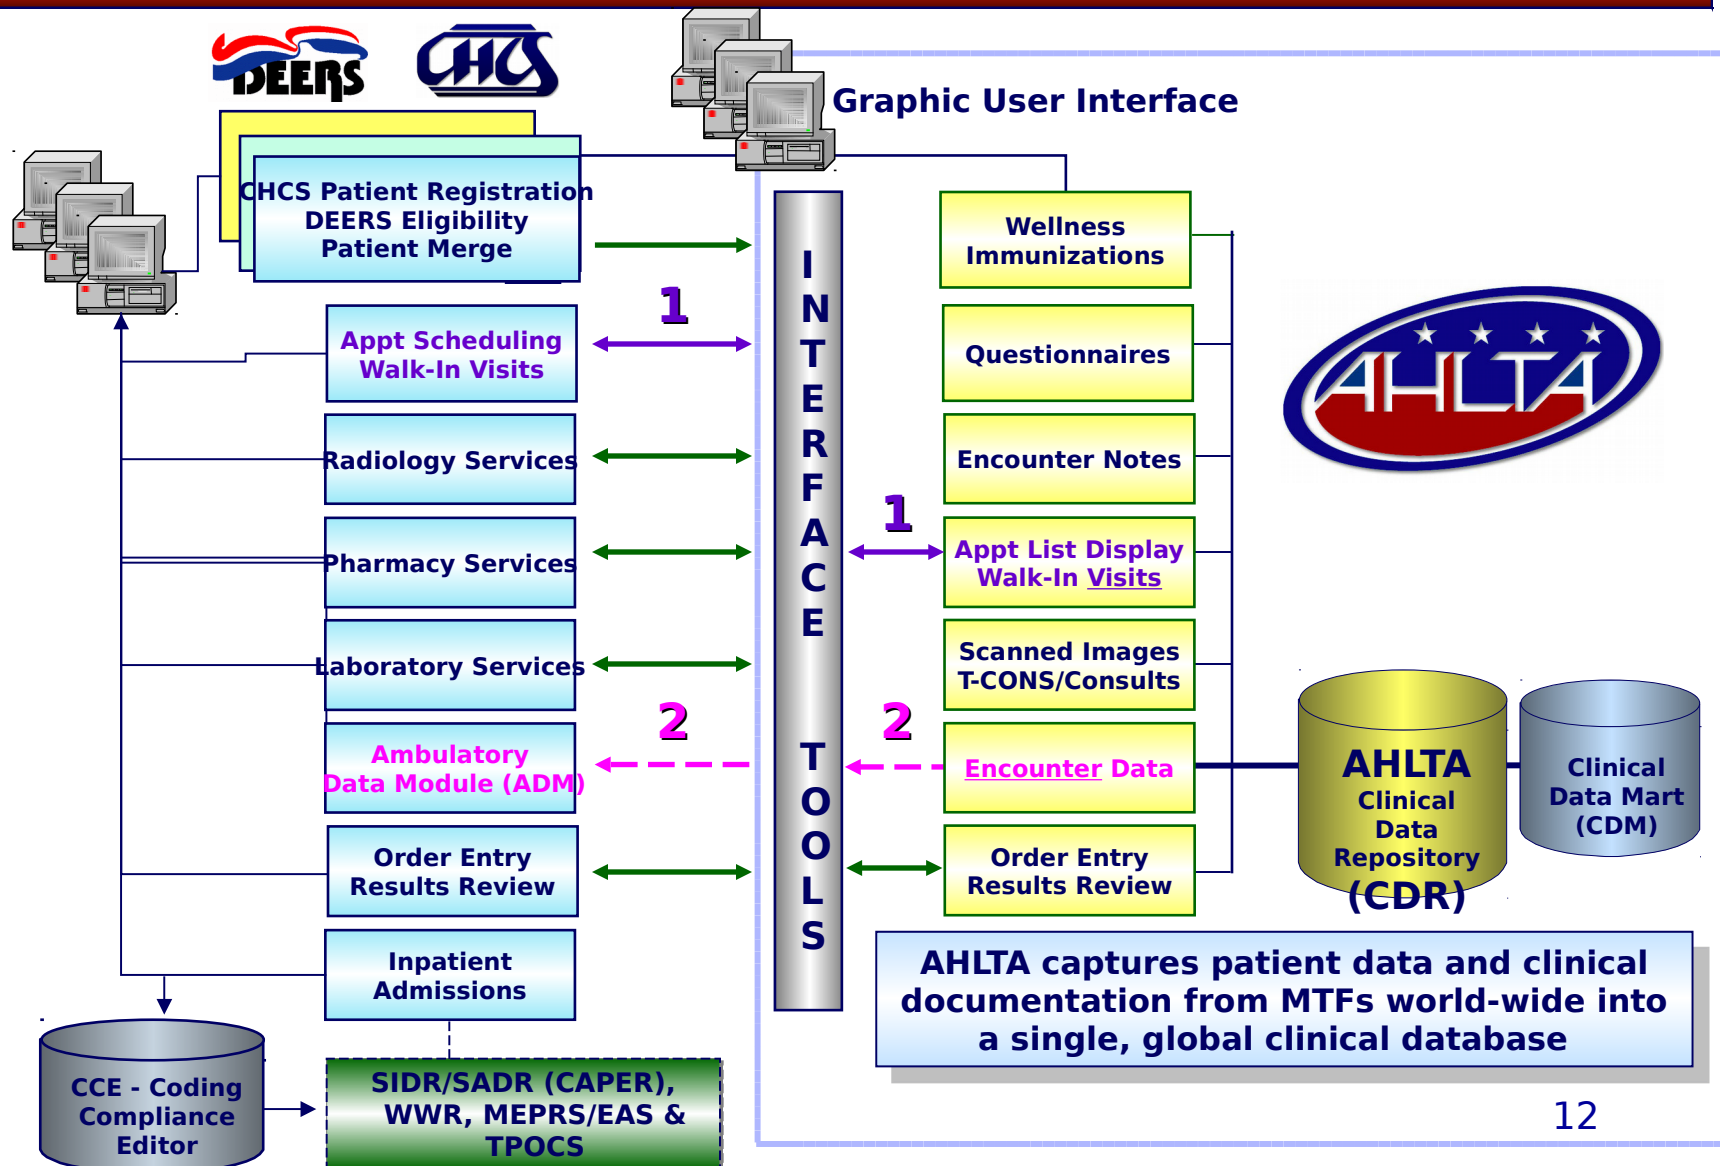 DEERS
CHCS
Graphic User Interface
CHCS Patient Registration
DEERS Eligibility
Patient Merge
Appt Scheduling
Walk-In Visits
Radiology Services
Pharmacy Services
Laboratory Services
Ambulatory
Data Module (ADM)
Order Entry
Results Review
Inpatient
Admissions
CCE - Coding
Compliance
Editor
SIDR/SADR (CAPER),
WWR, MEPRS/EAS &
TPOCS
1
2
I
N
T
E
R
F
A
C
E
T
O
O
L
S
1
2
Wellness
Immunizations
Questionnaires
Encounter Notes
Appt List Display
Walk-In Visits
Scanned Images
T-CONS/Consults
Encounter Data
Order Entry
Results Review
AHLTA
AHLTA
Clinical
Data
Repository
(CDR)
Clinical
Data Mart
(CDM)
AHLTA captures patient data and clinical
documentation from MTFs world-wide into
a single, global clinical database
12